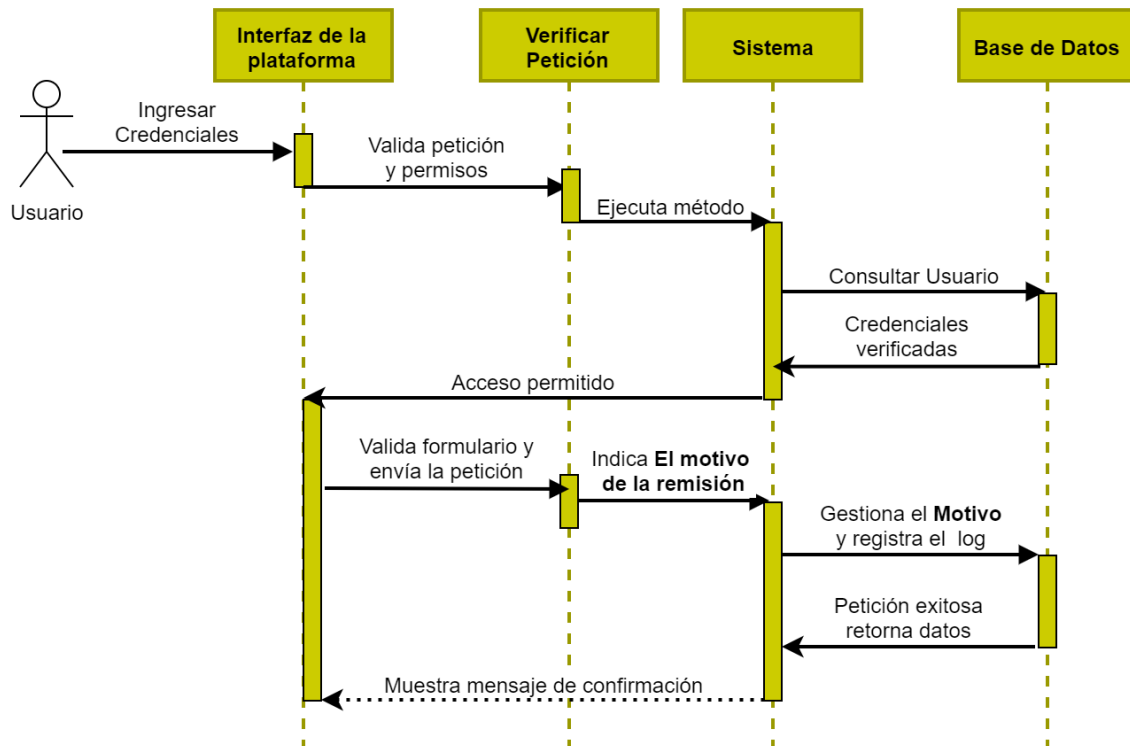 Interfaz de la
plataforma
Verificar
Petición
Sistema
Base de Datos
Usuario
Ingresar
Credenciales
Valida petición
y permisos
Ejecuta método
Consultar Usuario
Credenciales
verificadas
Acceso permitido
Valida formulario y
envía la petición
Indica El motivo
de la remisión
Gestiona el Motivo
y registra el log
Petición exitosa
retorna datos
Muestra mensaje de confirmación